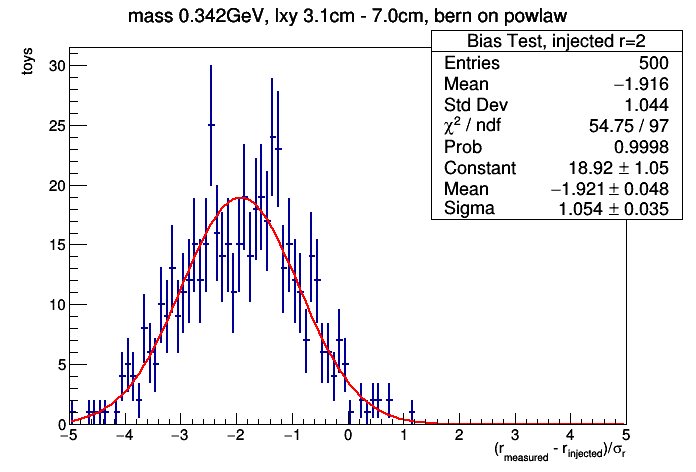 mass 0.342GeV, lxy 3.1cm - 7.0cm, bern on powlaw
toys
Bias Test, injected r=2
Entries 500
Mean −1.916
Std Dev 1.044
χ² / ndf 54.75 / 97
Prob 0.9998
Constant 18.92 ± 1.05
Mean −1.921 ± 0.048
Sigma 1.054 ± 0.035
30
25
20
15
10
5
0
−5 −4 −3 −2 −1 0 1 2 3 4 5
(r_measured - r_injected)/σ_r